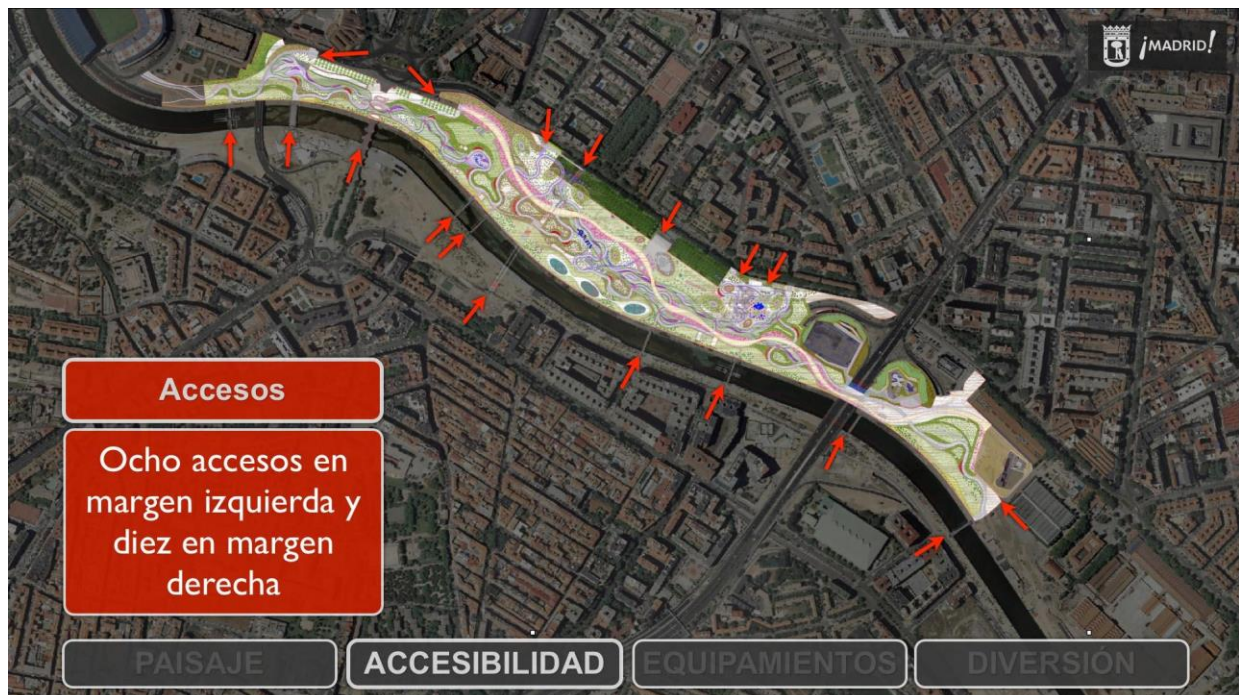 ¡MADRID!
Accesos
Ocho accesos en
margen izquierda y
diez en margen
derecha
PAISAJE
ACCESIBILIDAD
EQUIPAMIENTOS
DIVERSIÓN